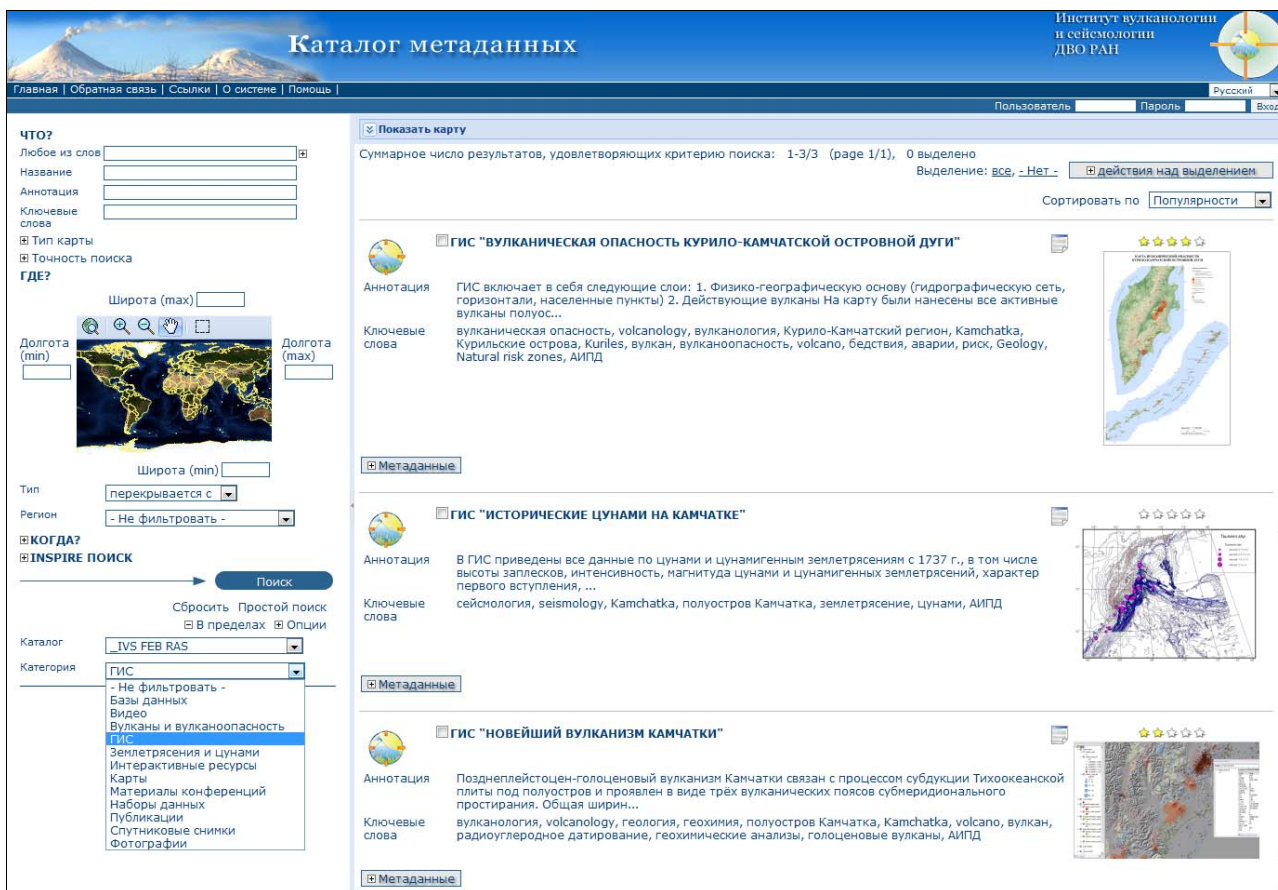 Каталог метаданных
Институт вулканологии
и сейсмологии
ДВО РАН
Главная | Обратная связь | Ссылки | О системе | Помощь |
Русский
Пользователь Пароль Вход
ЧТО?
Любое из слов
Название
Аннотация
Ключевые
слова
Тип карты
Точность поиска
ГДЕ?
Широта (max)
Долгота
(min)
Долгота
(max)
Широта (min)
Тип перекрывается с
Регион - Не фильтровать -
КОГДА?
INSPIRE ПОИСК
Поиск
Сбросить Простой поиск
В пределах Опции
Каталог _IVS FEB RAS
Категория ГИС
- Не фильтровать -
Базы данных
Видео
Вулканы и вулканоопасность
ГИС
Землетрясения и цунами
Интерактивные ресурсы
Карты
Материалы конференций
Наборы данных
Публикации
Спутниковые снимки
Фотографии
Показать карту
Суммарное число результатов, удовлетворяющих критерию поиска: 1-3/3 (page 1/1), 0 выделено
Выделение: все, - Нет - действия над выделением
Сортировать по Популярности
ГИС "ВУЛКАНИЧЕСКАЯ ОПАСНОСТЬ КУРИЛО-КАМЧАТСКОЙ ОСТРОВНОЙ ДУГИ"
Аннотация ГИС включает в себя следующие слои: 1. Физико-географическую основу (гидрографическую сеть,
горизонтали, населенные пункты) 2. Действующие вулканы На карту были нанесены все активные
вулканы полуос...
Ключевые вулканическая опасность, volcanology, вулканология, Курило-Камчатский регион, Kamchatka,
слова Курильские острова, Kuriles, вулкан, вулканоопасность, volcano, бедствия, аварии, риск, Geology,
Natural risk zones, АИПД
Метаданные
ГИС "ИСТОРИЧЕСКИЕ ЦУНАМИ НА КАМЧАТКЕ"
Аннотация В ГИС приведены все данные по цунами и цунамигенным землетрясениям с 1737 г., в том числе
высоты заплесков, интенсивность, магнитуда цунами и цунамигенных землетрясений, характер
первого вступления, ...
Ключевые сейсмология, seismology, Kamchatka, полуостров Камчатка, землетрясение, цунами, АИПД
слова
Метаданные
ГИС "НОВЕЙШИЙ ВУЛКАНИЗМ КАМЧАТКИ"
Аннотация Позднеплейстоцен-голоценовый вулканизм Камчатки связан с процессом субдукции Тихоокеанской
плиты под полуостров и проявлен в виде трёх вулканических поясов субмеридионального
простирания. Общая ширин...
Ключевые вулканология, volcanology, геология, геохимия, полуостров Камчатка, Kamchatka, volcano, вулкан,
слова радиоуглеродное датирование, геохимические анализы, голоценовые вулканы, АИПД
Метаданные